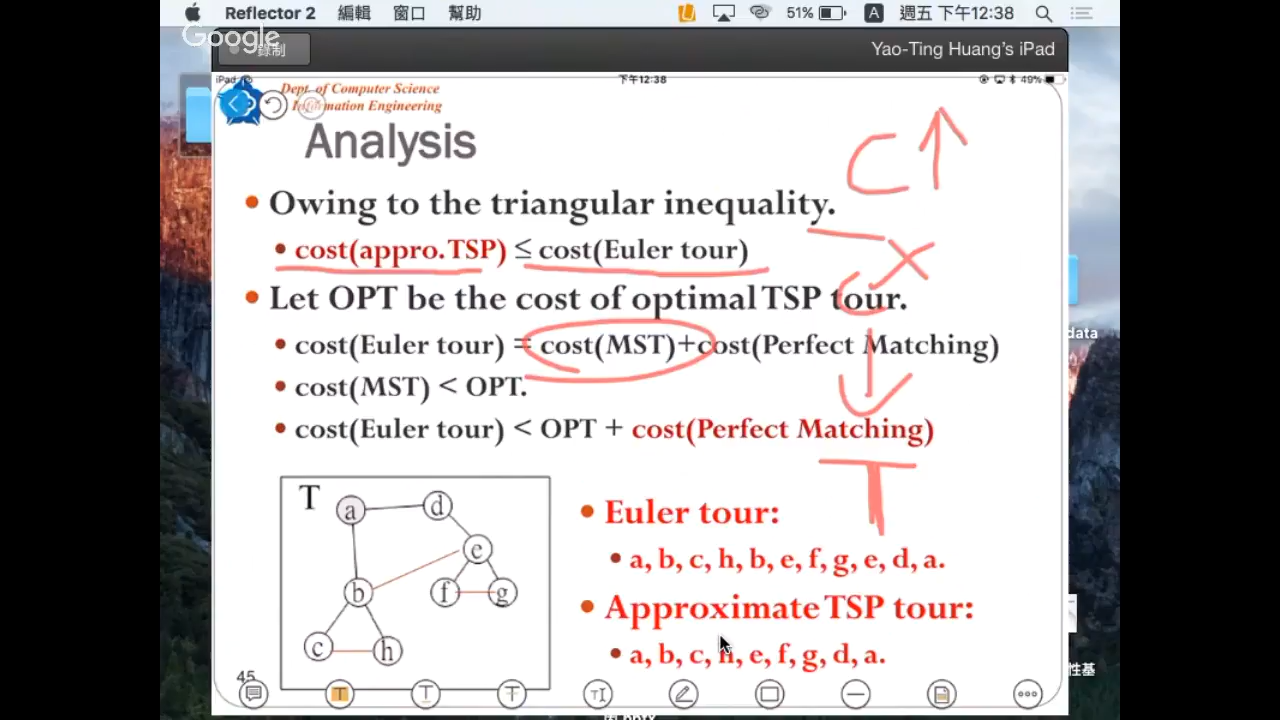 Reflector 2 編輯 窗口 幫助 51% A 週五 下午12:38
Google
錄制 Yao-Ting Huang's iPad
iPad 下午12:38 49%
Dept. of Computer Science
Information Engineering
Analysis
C↑
• Owing to the triangular inequality.
• cost(appro.TSP) ≤ cost(Euler tour)
• Let OPT be the cost of optimal TSP tour.
• cost(Euler tour) = cost(MST)+cost(Perfect Matching)
• cost(MST) < OPT.
• cost(Euler tour) < OPT + cost(Perfect Matching)
T
T
a d
e
b f g
c h
• Euler tour:
• a, b, c, h, b, e, f, g, e, d, a.
• Approximate TSP tour:
• a, b, c, h, e, f, g, d, a.
45
data
性基